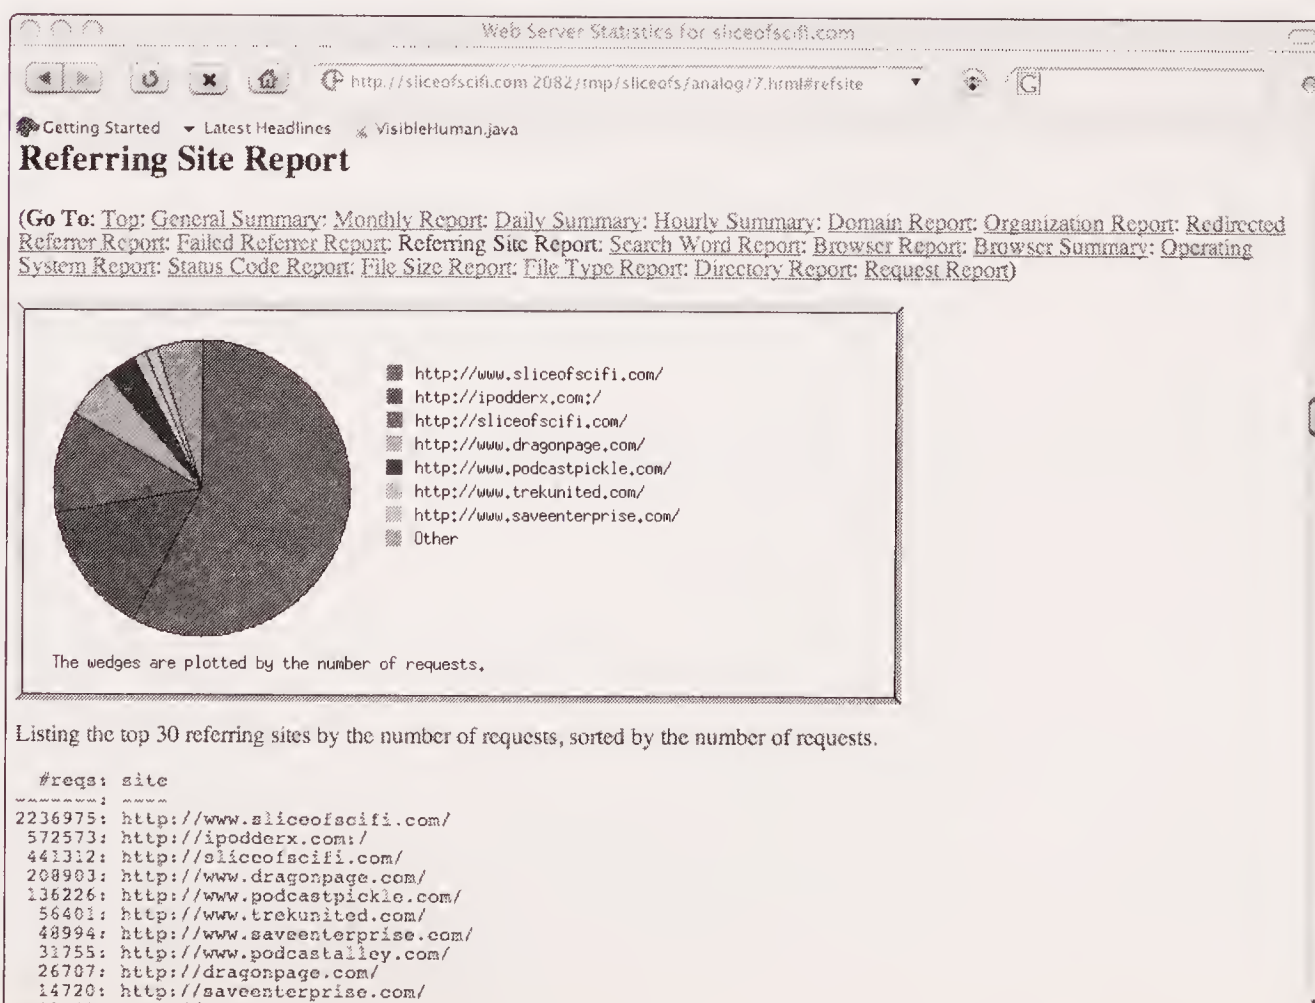 Web Server Statistics for sliceofscifi.com
http://sliceofscifi.com:2082/tmp/sliceofs/analog/7.html#refsite
G
Getting Started Latest Headlines VisibleHuman.java
Referring Site Report
(Go To: Top: General Summary: Monthly Report: Daily Summary: Hourly Summary: Domain Report: Organization Report: Redirected
Referrer Report: Failed Referrer Report: Referring Site Report: Search Word Report: Browser Report: Browser Summary: Operating
System Report: Status Code Report: File Size Report: File Type Report: Directory Report: Request Report)
http://www.sliceofscifi.com/
http://ipodderx.com:/
http://sliceofscifi.com/
http://www.dragonpage.com/
http://www.podcastpickle.com/
http://www.trekunited.com/
http://www.saveenterprise.com/
Other
The wedges are plotted by the number of requests.
Listing the top 30 referring sites by the number of requests, sorted by the number of requests.
#reqs: site
-------: ----
2236975: http://www.sliceofscifi.com/
572573: http://ipodderx.com:/
441312: http://sliceofscifi.com/
208903: http://www.dragonpage.com/
136226: http://www.podcastpickle.com/
56401: http://www.trekunited.com/
48994: http://www.saveenterprise.com/
31755: http://www.podcastalley.com/
26707: http://dragonpage.com/
14720: http://saveenterprise.com/